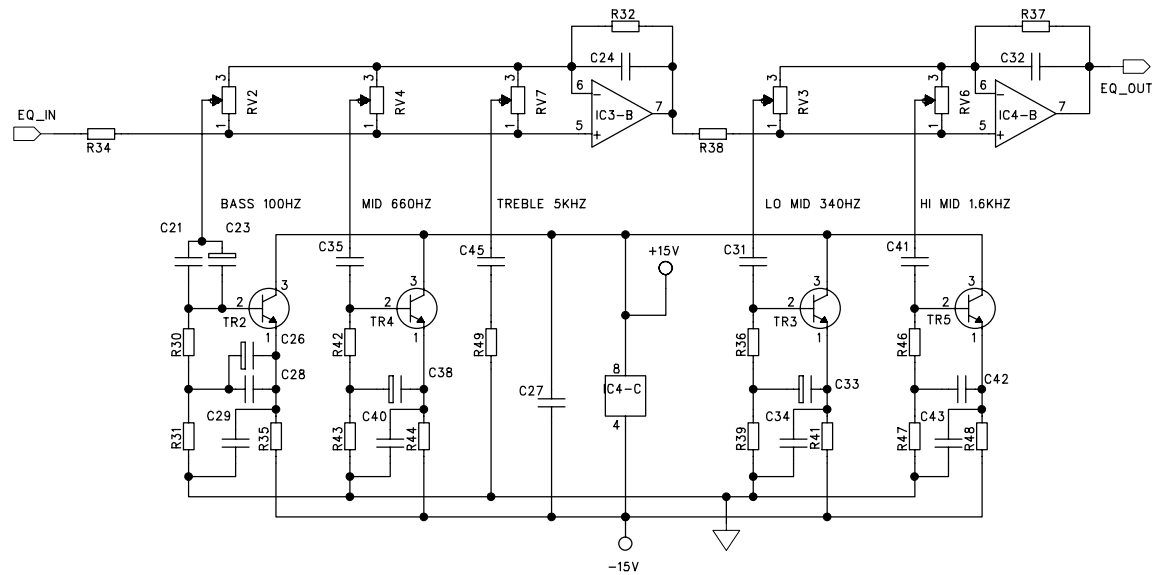 R32
R37
C24
C32
3
RV2
1
3
RV4
1
3
RV7
1
6
5
7
IC3-B
3
RV3
1
3
RV6
1
6
5
7
IC4-B
EQ_OUT
EQ_IN
R34
R38
BASS 100HZ
MID 660HZ
TREBLE 5KHZ
LO MID 340HZ
HI MID 1.6KHZ
C21
C23
C35
C45
+15V
C31
C41
2
3
TR2
1
2
3
TR4
1
2
3
TR3
1
2
3
TR5
1
R30
C26
R42
R49
R36
R46
C28
C38
8
IC4-C
4
C33
C42
C27
C29
C40
C34
C43
R31
R35
R43
R44
R39
R41
R47
R48
-15V